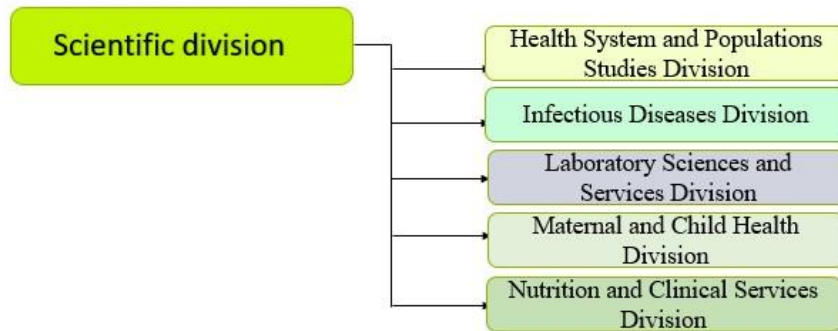 Scientific division
Health System and Populations
Studies Division
Infectious Diseases Division
Laboratory Sciences and
Services Division
Maternal and Child Health
Division
Nutrition and Clinical Services
Division